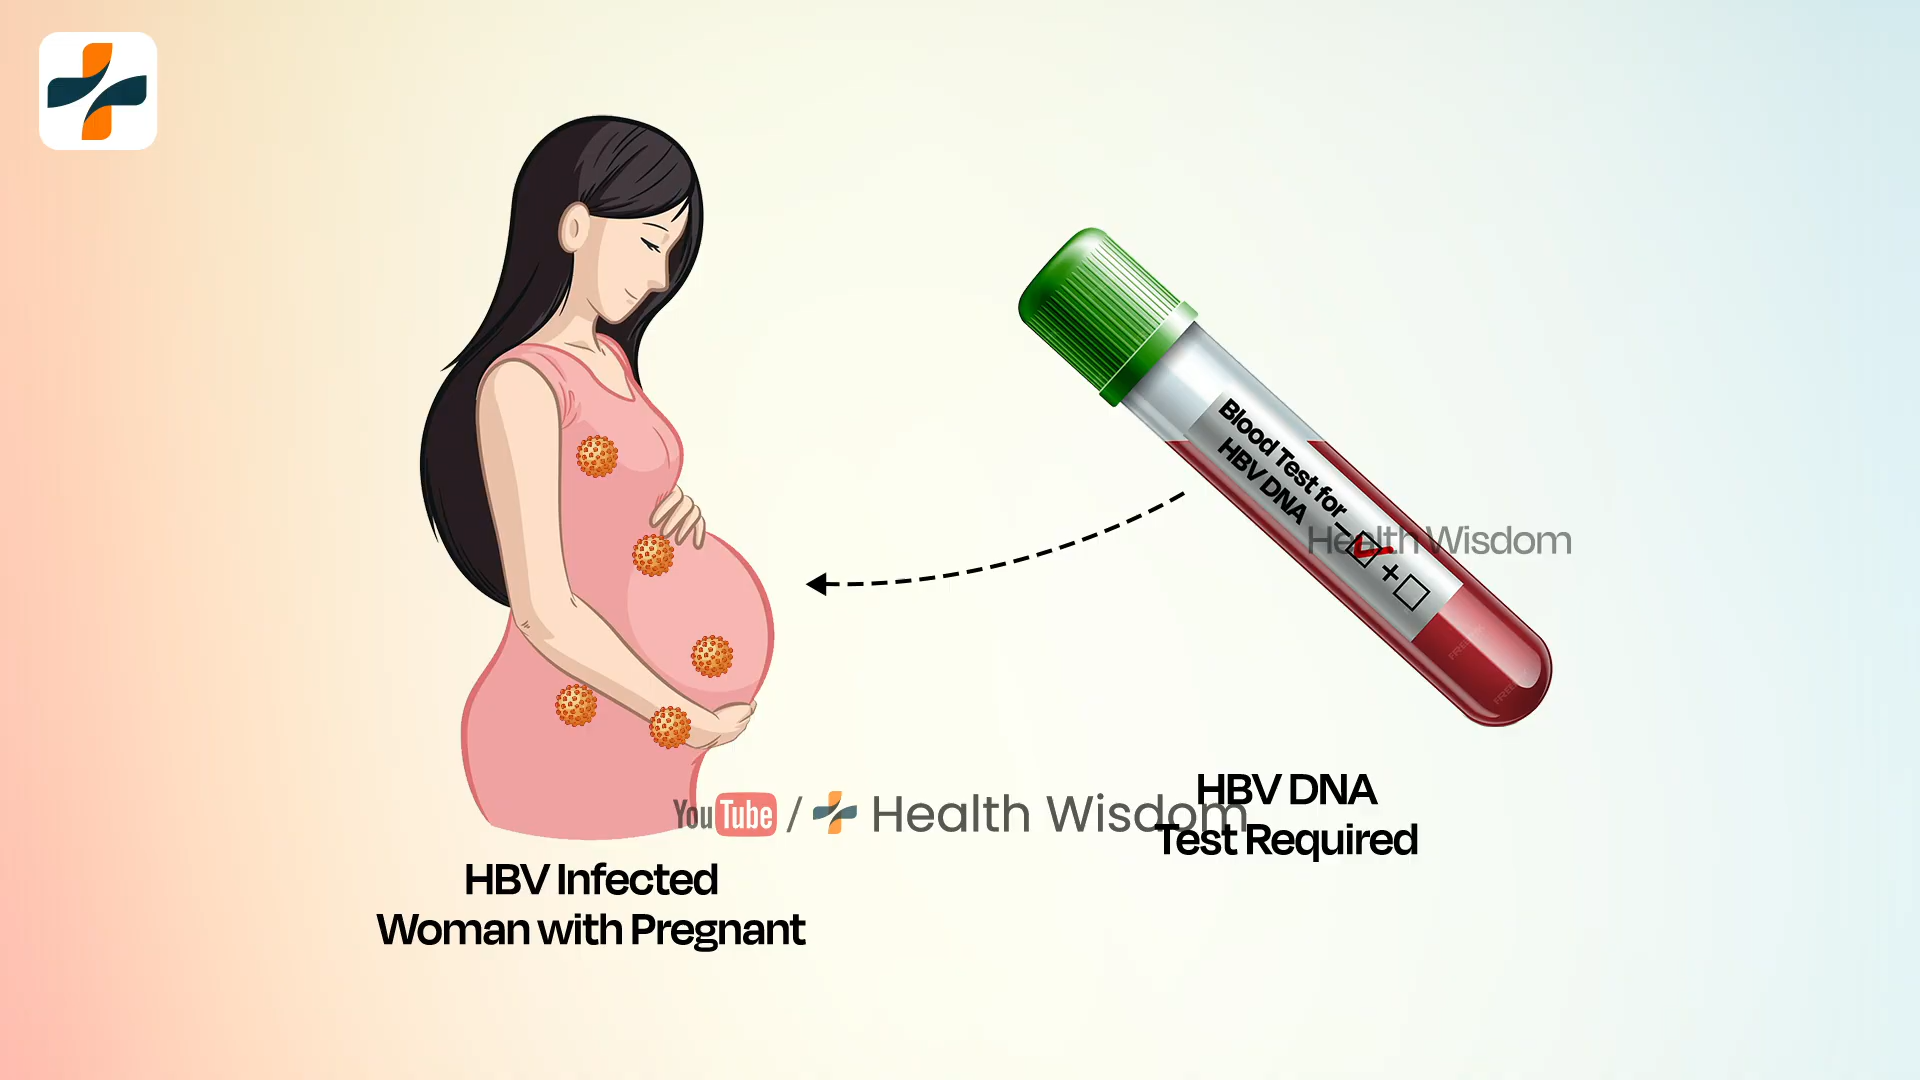 Blood Test for
HBV DNA
- +
Health Wisdom
HBV DNA
Test Required
YouTube / Health Wisdom
HBV Infected
Woman with Pregnant